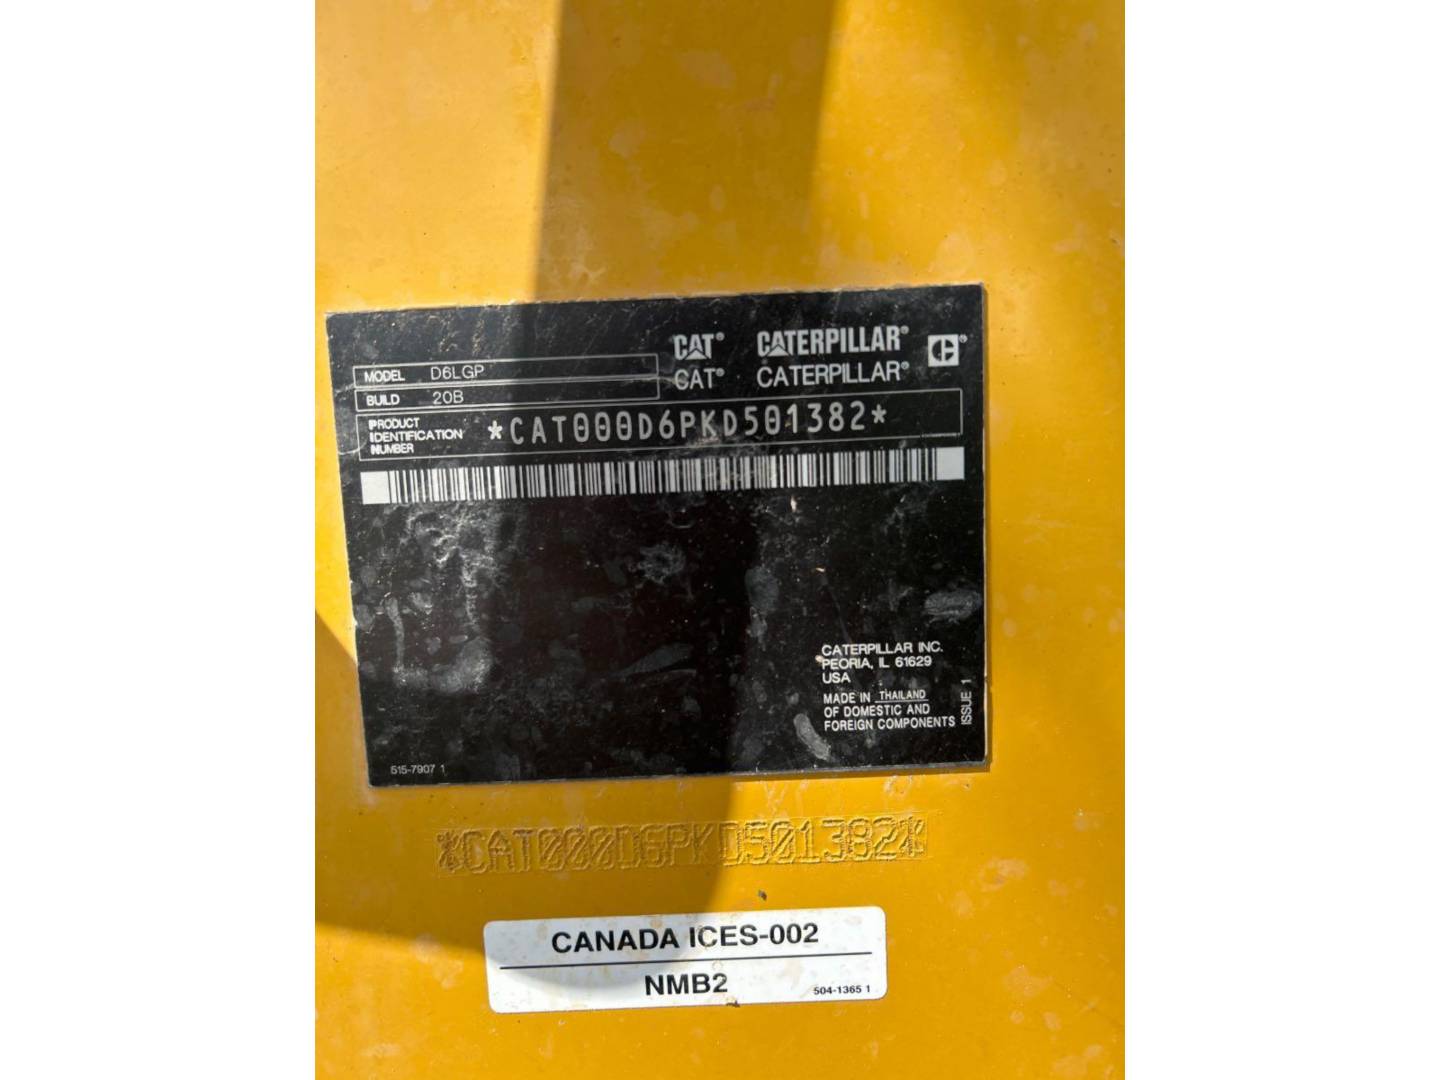 CAT® CATERPILLAR®
CAT® CATERPILLAR®
MODEL D6LGP
BUILD 20B
PRODUCT IDENTIFICATION NUMBER *CAT000D6PKD501382*
CATERPILLAR INC.
PEORIA, IL 61629
USA
MADE IN THAILAND
OF DOMESTIC AND
FOREIGN COMPONENTS
ISSUE 1
515-7907 1
*CAT000D6PKD501382*
CANADA ICES-002
NMB2
504-1365 1